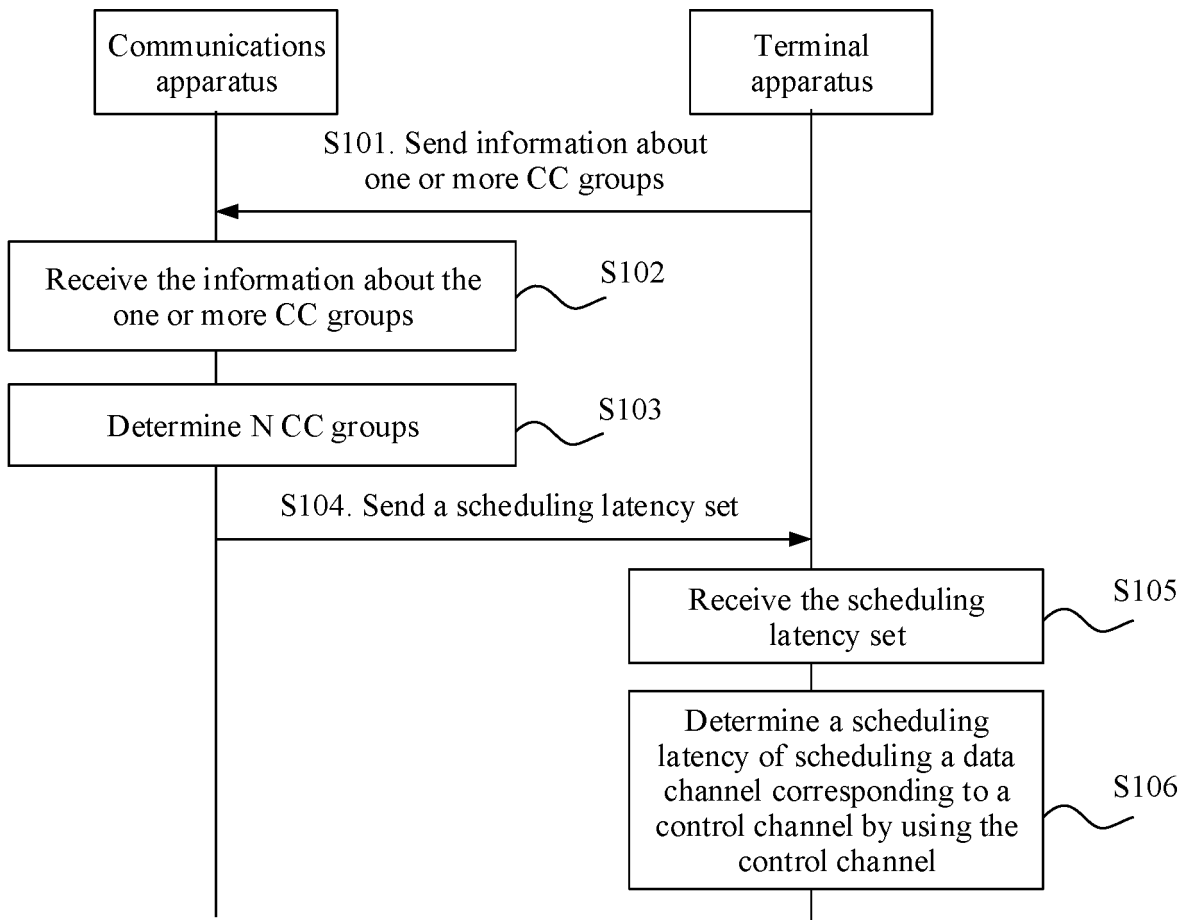 Communications
apparatus
Terminal
apparatus
S101. Send information about
one or more CC groups
Receive the information about the
one or more CC groups
S102
Determine N CC groups
S103
S104. Send a scheduling latency set
Receive the scheduling
latency set
S105
Determine a scheduling
latency of scheduling a data
channel corresponding to a
control channel by using the
control channel
S106